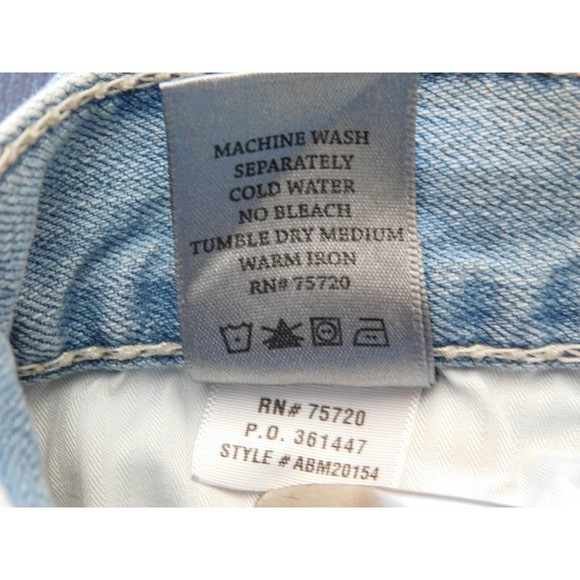 MACHINE WASH
SEPARATELY
COLD WATER
NO BLEACH
TUMBLE DRY MEDIUM
WARM IRON
RN# 75720
RN# 75720
P.O. 361447
STYLE # ABM20154